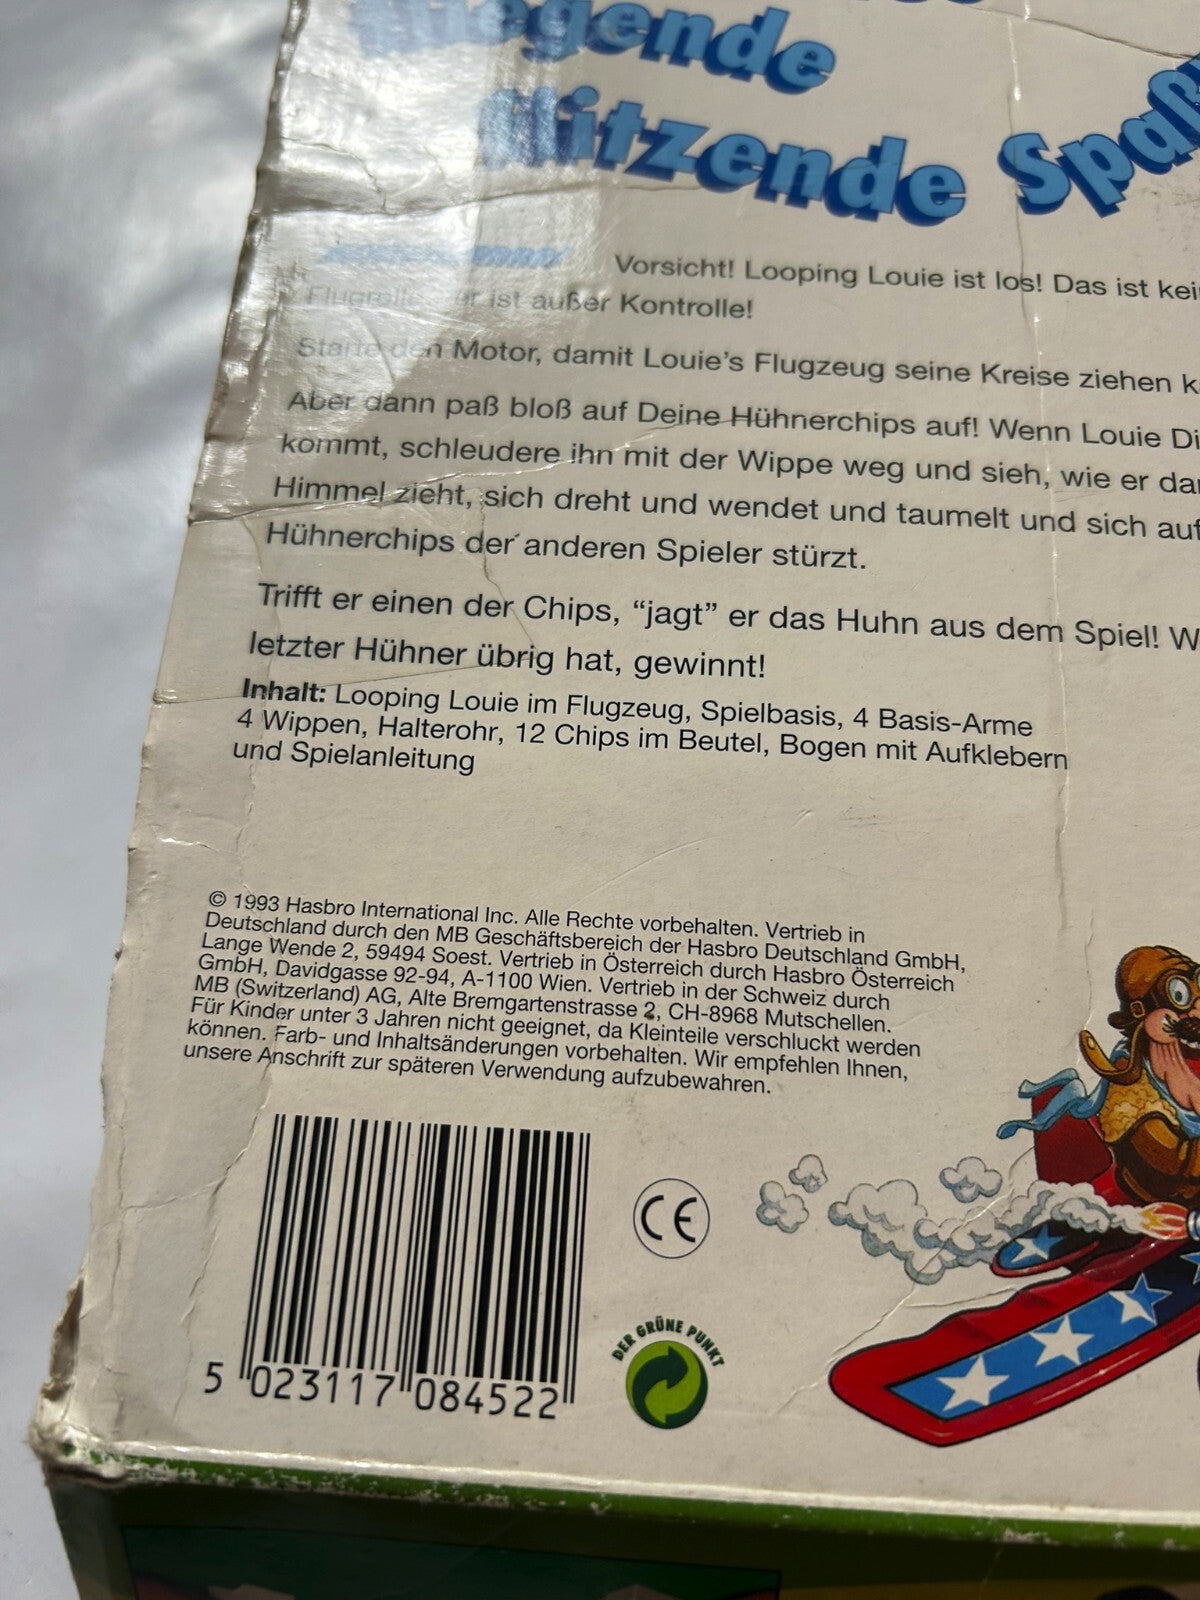 fliegende
flitzende Spaß
Vorsicht! Looping Louie ist los! Das ist kei
ist außer Kontrolle!
Starte den Motor, damit Louie's Flugzeug seine Kreise ziehen k
Aber dann paß bloß auf Deine Hühnerchips auf! Wenn Louie Di
kommt, schleudere ihn mit der Wippe weg und sieh, wie er da
Himmel zieht, sich dreht und wendet und taumelt und sich auf
Hühnerchips der anderen Spieler stürzt.
Trifft er einen der Chips, “jagt” er das Huhn aus dem Spiel! W
letzter Hühner übrig hat, gewinnt!
Inhalt: Looping Louie im Flugzeug, Spielbasis, 4 Basis-Arme
4 Wippen, Halterohr, 12 Chips im Beutel, Bogen mit Aufklebern
und Spielanleitung
© 1993 Hasbro International Inc. Alle Rechte vorbehalten. Vertrieb in
Deutschland durch den MB Geschäftsbereich der Hasbro Deutschland GmbH,
Lange Wende 2, 59494 Soest. Vertrieb in Österreich durch Hasbro Österreich
GmbH, Davidgasse 92-94, A-1100 Wien. Vertrieb in der Schweiz durch
MB (Switzerland) AG, Alte Bremgartenstrasse 2, CH-8968 Mutschellen.
Für Kinder unter 3 Jahren nicht geeignet, da Kleinteile verschluckt werden
können. Farb- und Inhaltsänderungen vorbehalten. Wir empfehlen Ihnen,
unsere Anschrift zur späteren Verwendung aufzubewahren.
CE
DER GRÜNE PUNKT
5 023117 084522